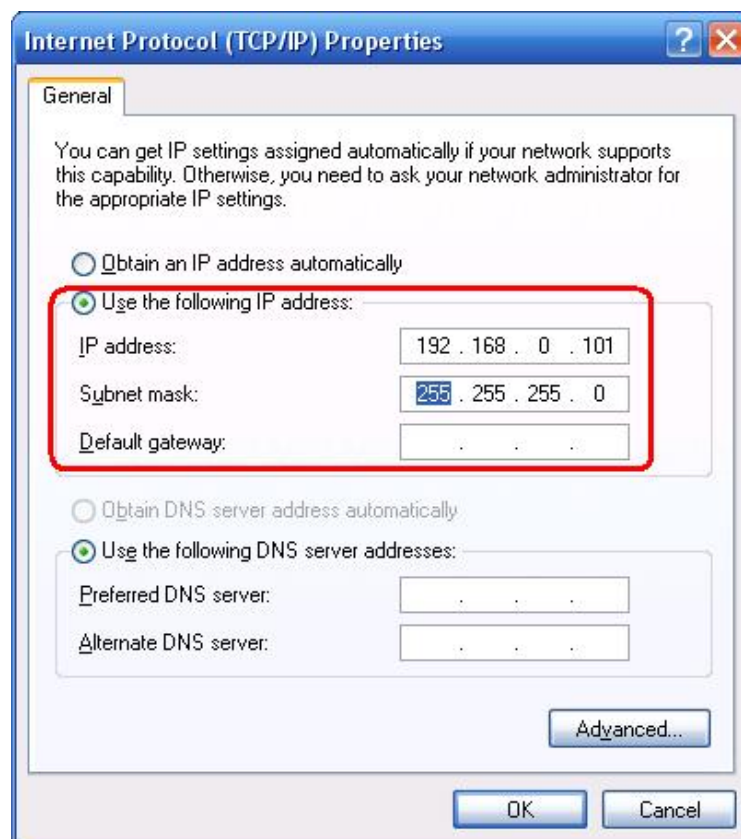 Internet Protocol (TCP/IP) Properties
General
You can get IP settings assigned automatically if your network supports
this capability. Otherwise, you need to ask your network administrator for
the appropriate IP settings.
Obtain an IP address automatically
Use the following IP address:
IP address: 192 . 168 . 0 . 101
Subnet mask: 255 . 255 . 255 . 0
Default gateway: . . .
Obtain DNS server address automatically
Use the following DNS server addresses:
Preferred DNS server: . . .
Alternate DNS server: . . .
Advanced...
OK Cancel